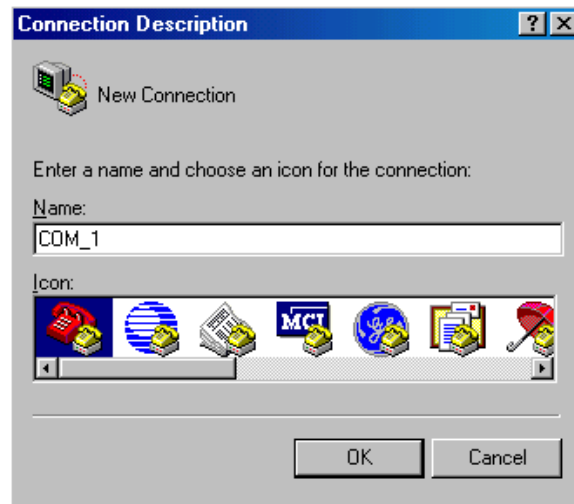 Connection Description
New Connection
Enter a name and choose an icon for the connection:
Name:
COM_1
Icon:
MCI
OK Cancel